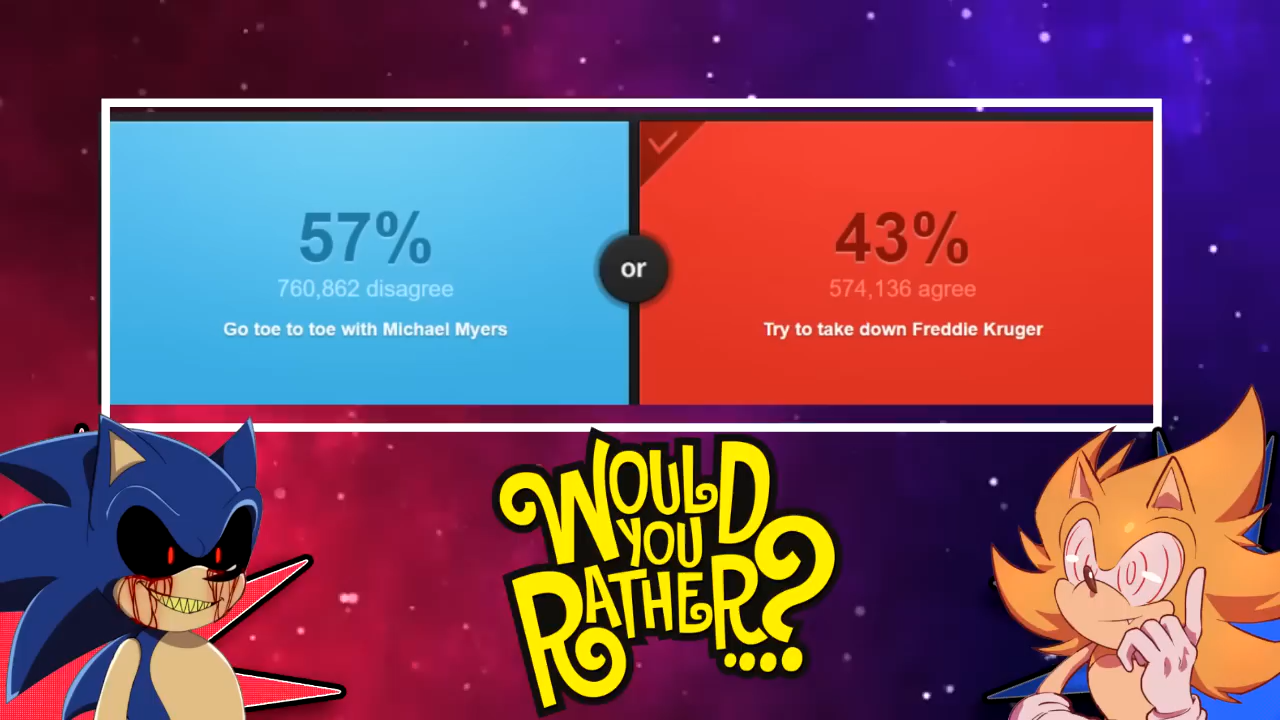 57%
760,862 disagree
Go toe to toe with Michael Myers
or
43%
574,136 agree
Try to take down Freddie Kruger
WOULD
YOU
RATHER...?